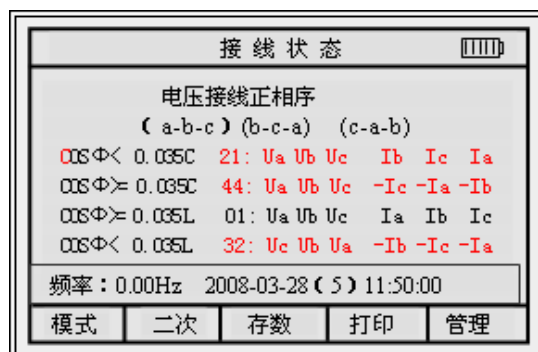 接线状态
电压接线正相序
(a-b-c) (b-c-a) (c-a-b)
COSΦ< 0.035C 21: Ua Ub Uc Ib Ic Ia
COSΦ>= 0.035C 44: Ua Ub Uc -Ic -Ia -Ib
COSΦ>= 0.035L 01: Ua Ub Uc Ia Ib Ic
COSΦ< 0.035L 32: Uc Ub Ua -Ib -Ic -Ia
频率：0.00Hz 2008-03-28(5)11:50:00
模式 二次 存数 打印 管理